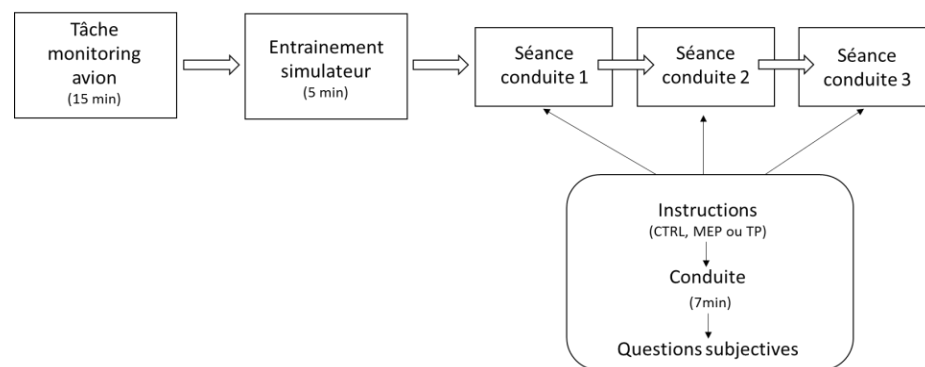 Tâche
monitoring
avion
(15 min)
Entrainement
simulateur
(5 min)
Séance
conduite 1
Séance
conduite 2
Séance
conduite 3
Instructions
(CTRL, MEP ou TP)
Conduite
(7min)
Questions subjectives